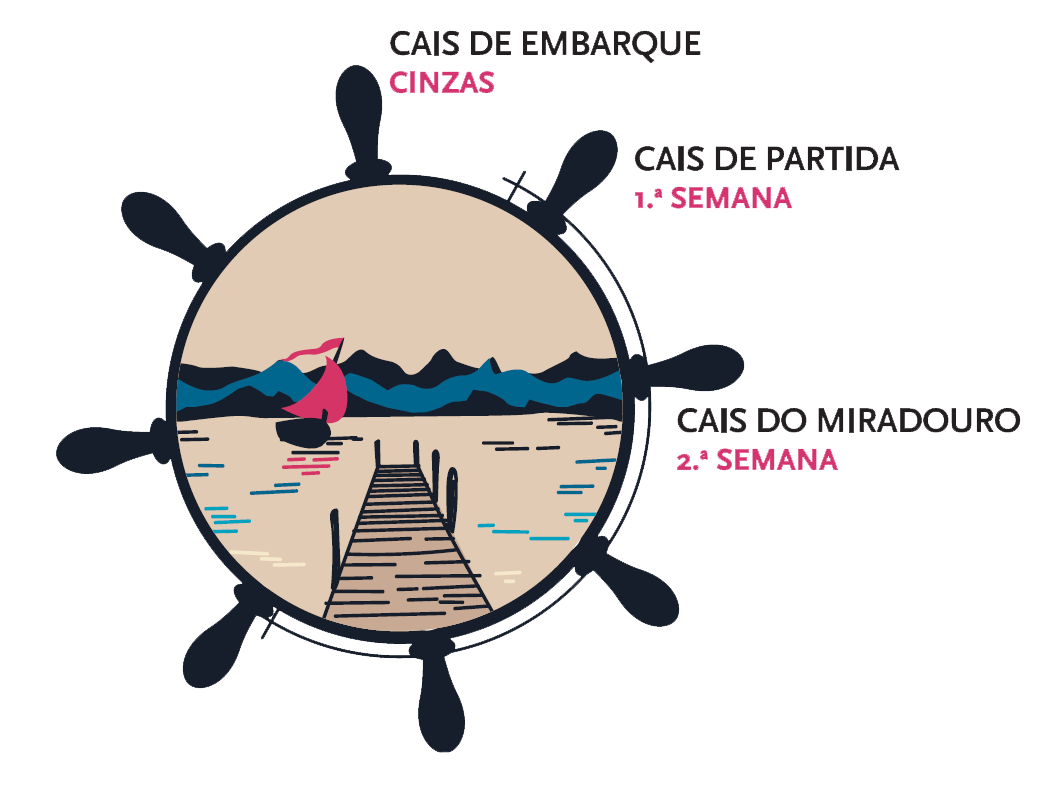 CAIS DE EMBARQUE
CINZAS
CAIS DE PARTIDA
1.ª SEMANA
CAIS DO MIRADOURO
2.ª SEMANA